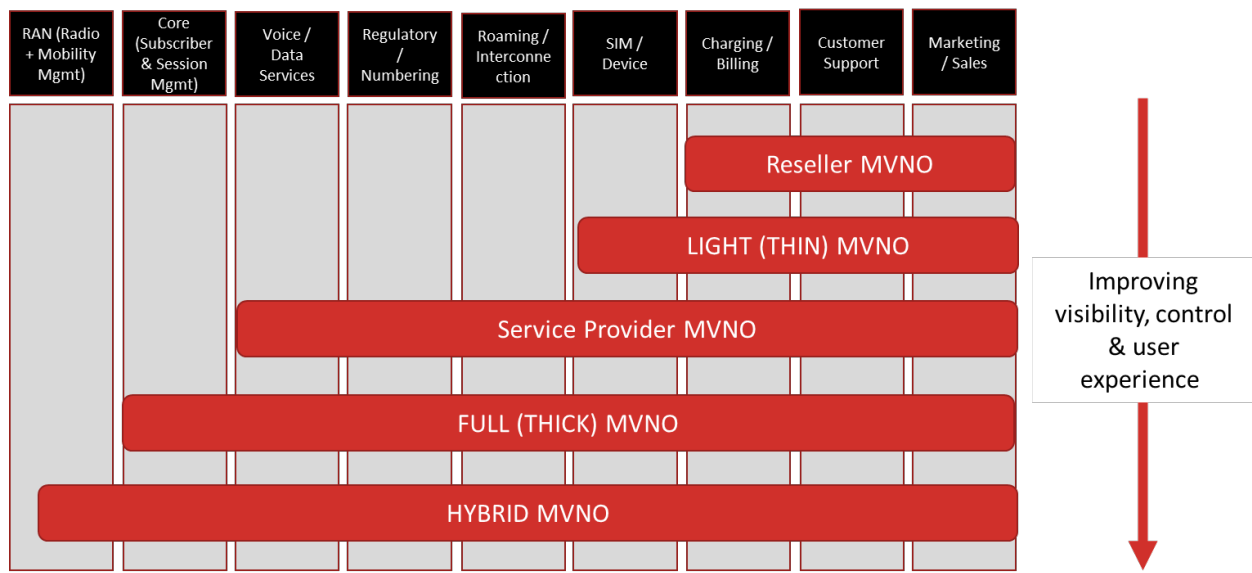 RAN (Radio
+ Mobility
Mgmt)
Core
(Subscriber
& Session
Mgmt)
Voice /
Data
Services
Regulatory
/
Numbering
Roaming /
Interconne
ction
SIM /
Device
Charging /
Billing
Customer
Support
Marketing
/ Sales
Reseller MVNO
LIGHT (THIN) MVNO
Service Provider MVNO
FULL (THICK) MVNO
HYBRID MVNO
Improving
visibility, control
& user
experience